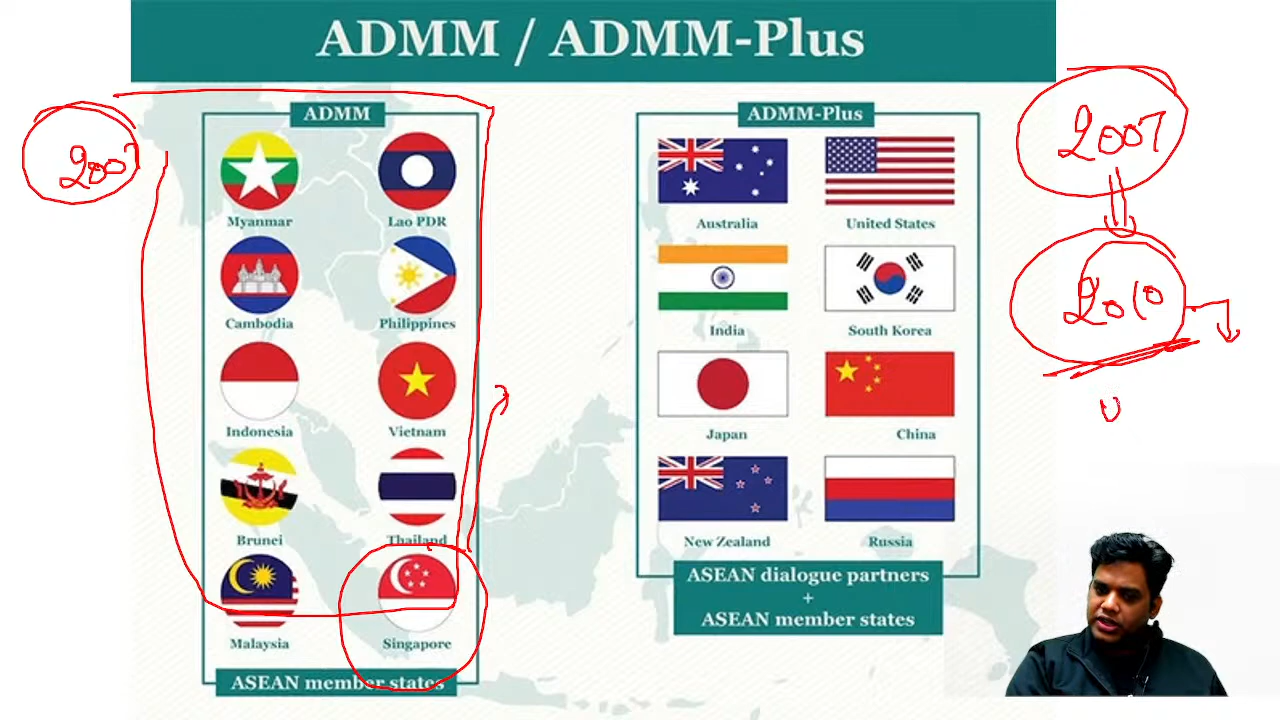 ADMM / ADMM-Plus
2007
ADMM
Myanmar
Lao PDR
Cambodia
Philippines
Indonesia
Vietnam
Brunei
Thailand
Malaysia
Singapore
ASEAN member states
ADMM-Plus
Australia
United States
India
South Korea
Japan
China
New Zealand
Russia
ASEAN dialogue partners
+
ASEAN member states
2007
2010